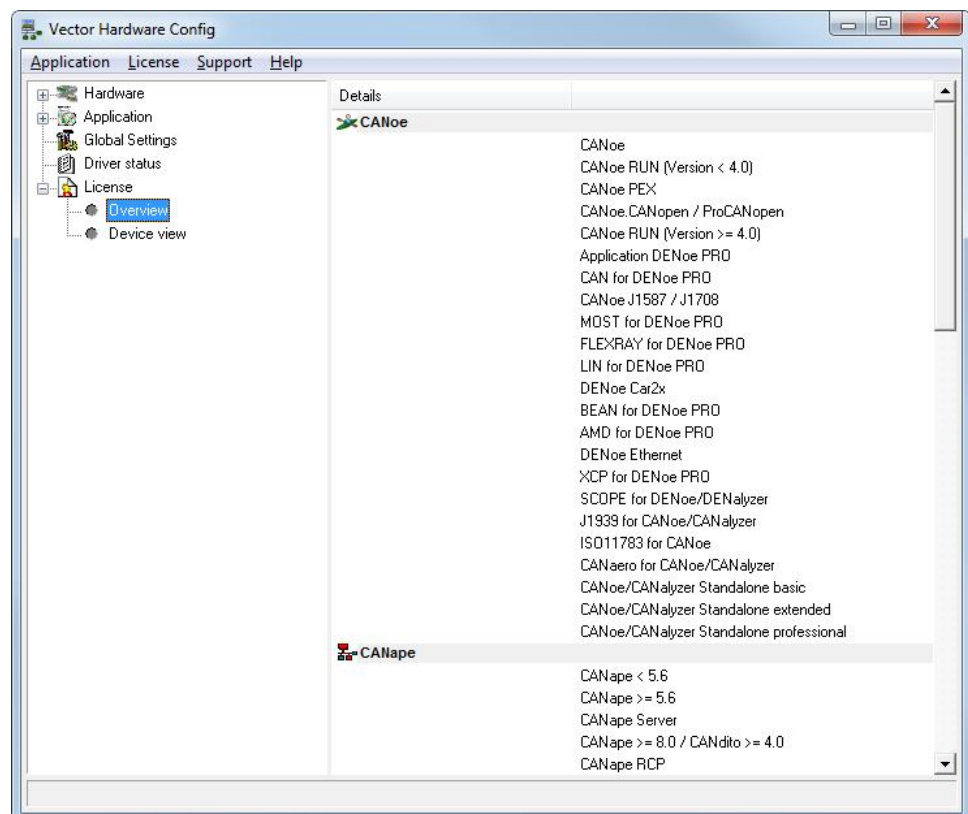 Vector Hardware Config
Application License Support Help
Hardware
Application
Global Settings
Driver status
License
Overview
Device view
Details
CANoe
CANoe
CANoe RUN (Version < 4.0)
CANoe PEX
CANoe.CANopen / ProCANopen
CANoe RUN (Version >= 4.0)
Application DENoe PRO
CAN for DENoe PRO
CANoe J1587 / J1708
MOST for DENoe PRO
FLEXRAY for DENoe PRO
LIN for DENoe PRO
DENoe Car2x
BEAN for DENoe PRO
AMD for DENoe PRO
DENoe Ethernet
XCP for DENoe PRO
SCOPE for DENoe/DENalyzer
J1939 for CANoe/CANalyzer
ISO11783 for CANoe
CANaero for CANoe/CANalyzer
CANoe/CANalyzer Standalone basic
CANoe/CANalyzer Standalone extended
CANoe/CANalyzer Standalone professional
CANape
CANape < 5.6
CANape >= 5.6
CANape Server
CANape >= 8.0 / CANdito >= 4.0
CANape RCP